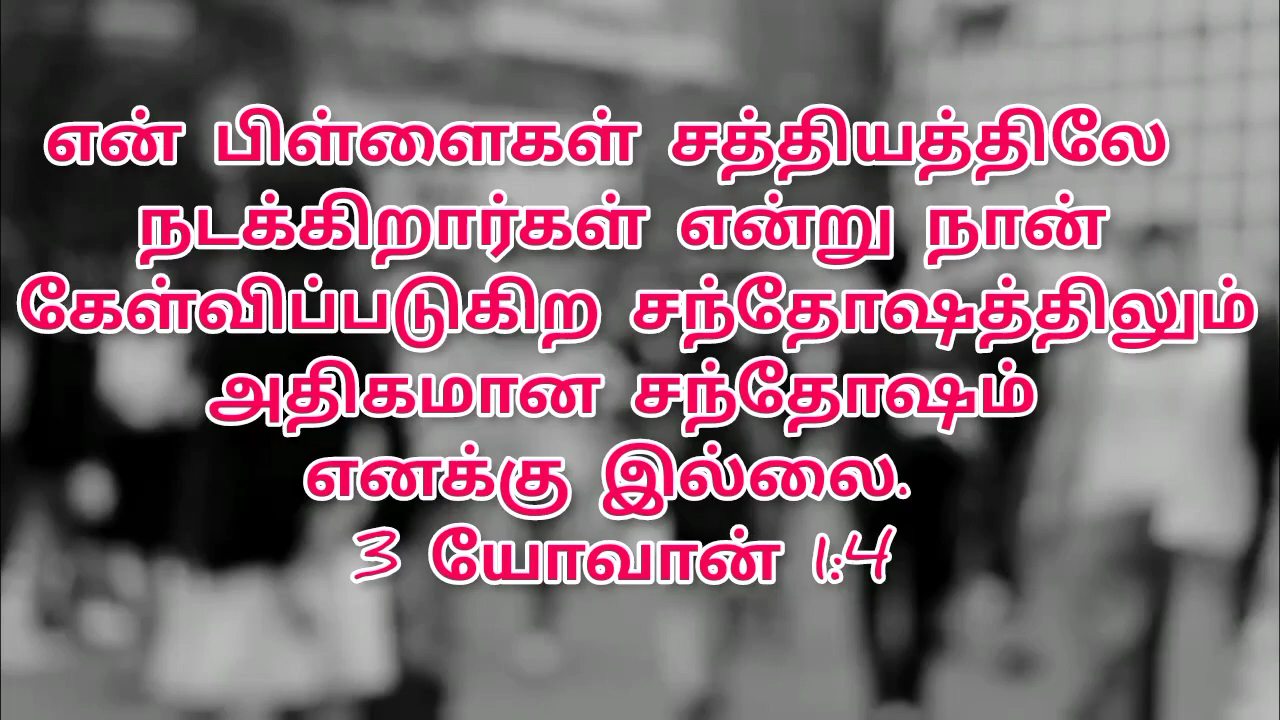 என் பிள்ளைகள் சத்தியத்திலே
நடக்கிறார்கள் என்று நான்
கேள்விப்படுகிற சந்தோஷத்திலும்
அதிகமான சந்தோஷம்
எனக்கு இல்லை.
3 யோவான் 1:4